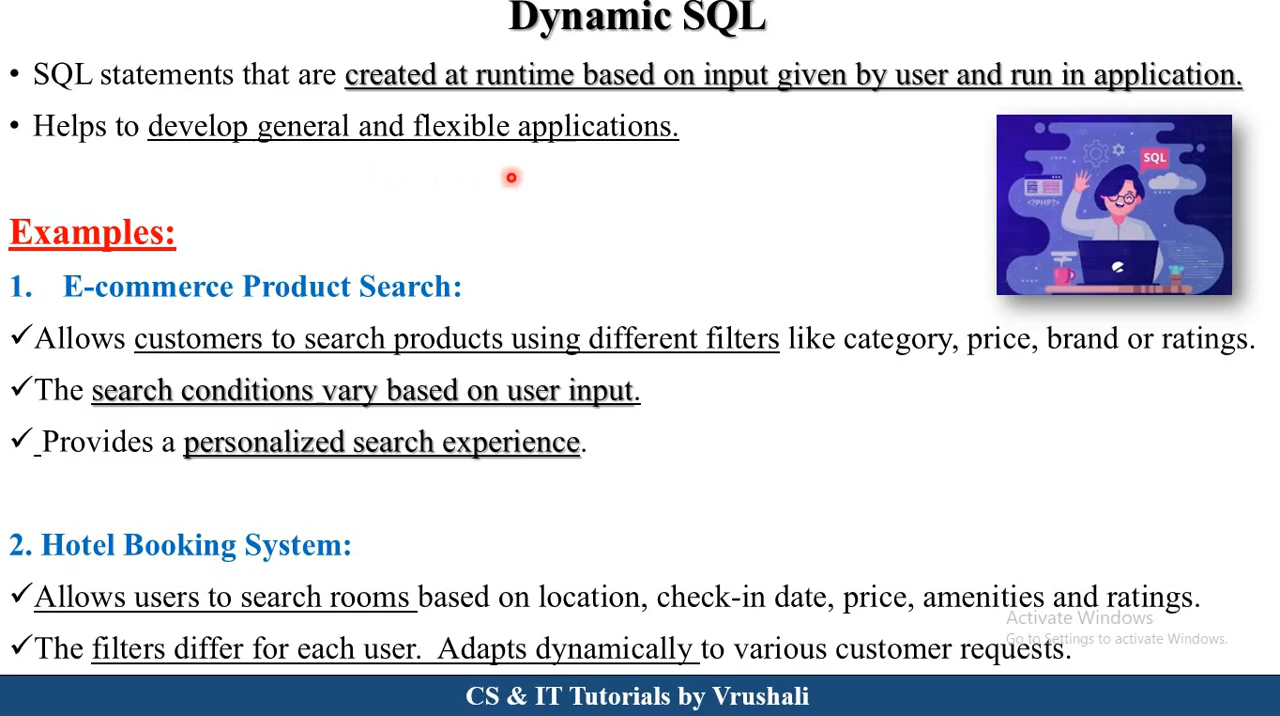 Dynamic SQL
• SQL statements that are created at runtime based on input given by user and run in application.
• Helps to develop general and flexible applications.
SQL
<?PHP?>
Examples:
1. E-commerce Product Search:
✓Allows customers to search products using different filters like category, price, brand or ratings.
✓The search conditions vary based on user input.
✓ Provides a personalized search experience.
2. Hotel Booking System:
✓Allows users to search rooms based on location, check-in date, price, amenities and ratings.
✓The filters differ for each user. Adapts dynamically to various customer requests.
Activate Windows
Go to Settings to activate Windows.
CS & IT Tutorials by Vrushali